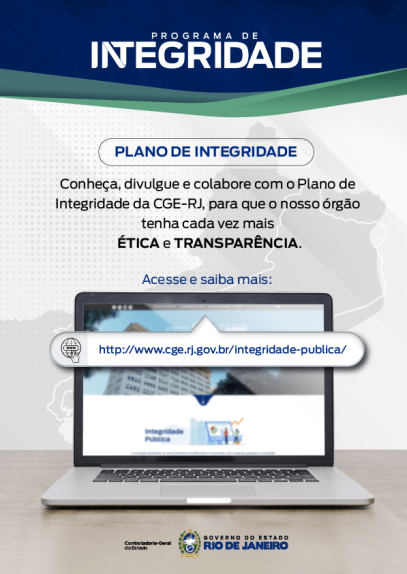 PROGRAMA DE
INTEGRIDADE
PLANO DE INTEGRIDADE
Conheça, divulgue e colabore com o Plano de
Integridade da CGE-RJ, para que o nosso órgão
tenha cada vez mais
ÉTICA e TRANSPARÊNCIA.
Acesse e saiba mais:
http://www.cge.rj.gov.br/integridade-publica/
Integridade
Pública
Controladoria-Geral
do Estado
GOVERNO DO ESTADO
RIO DE JANEIRO